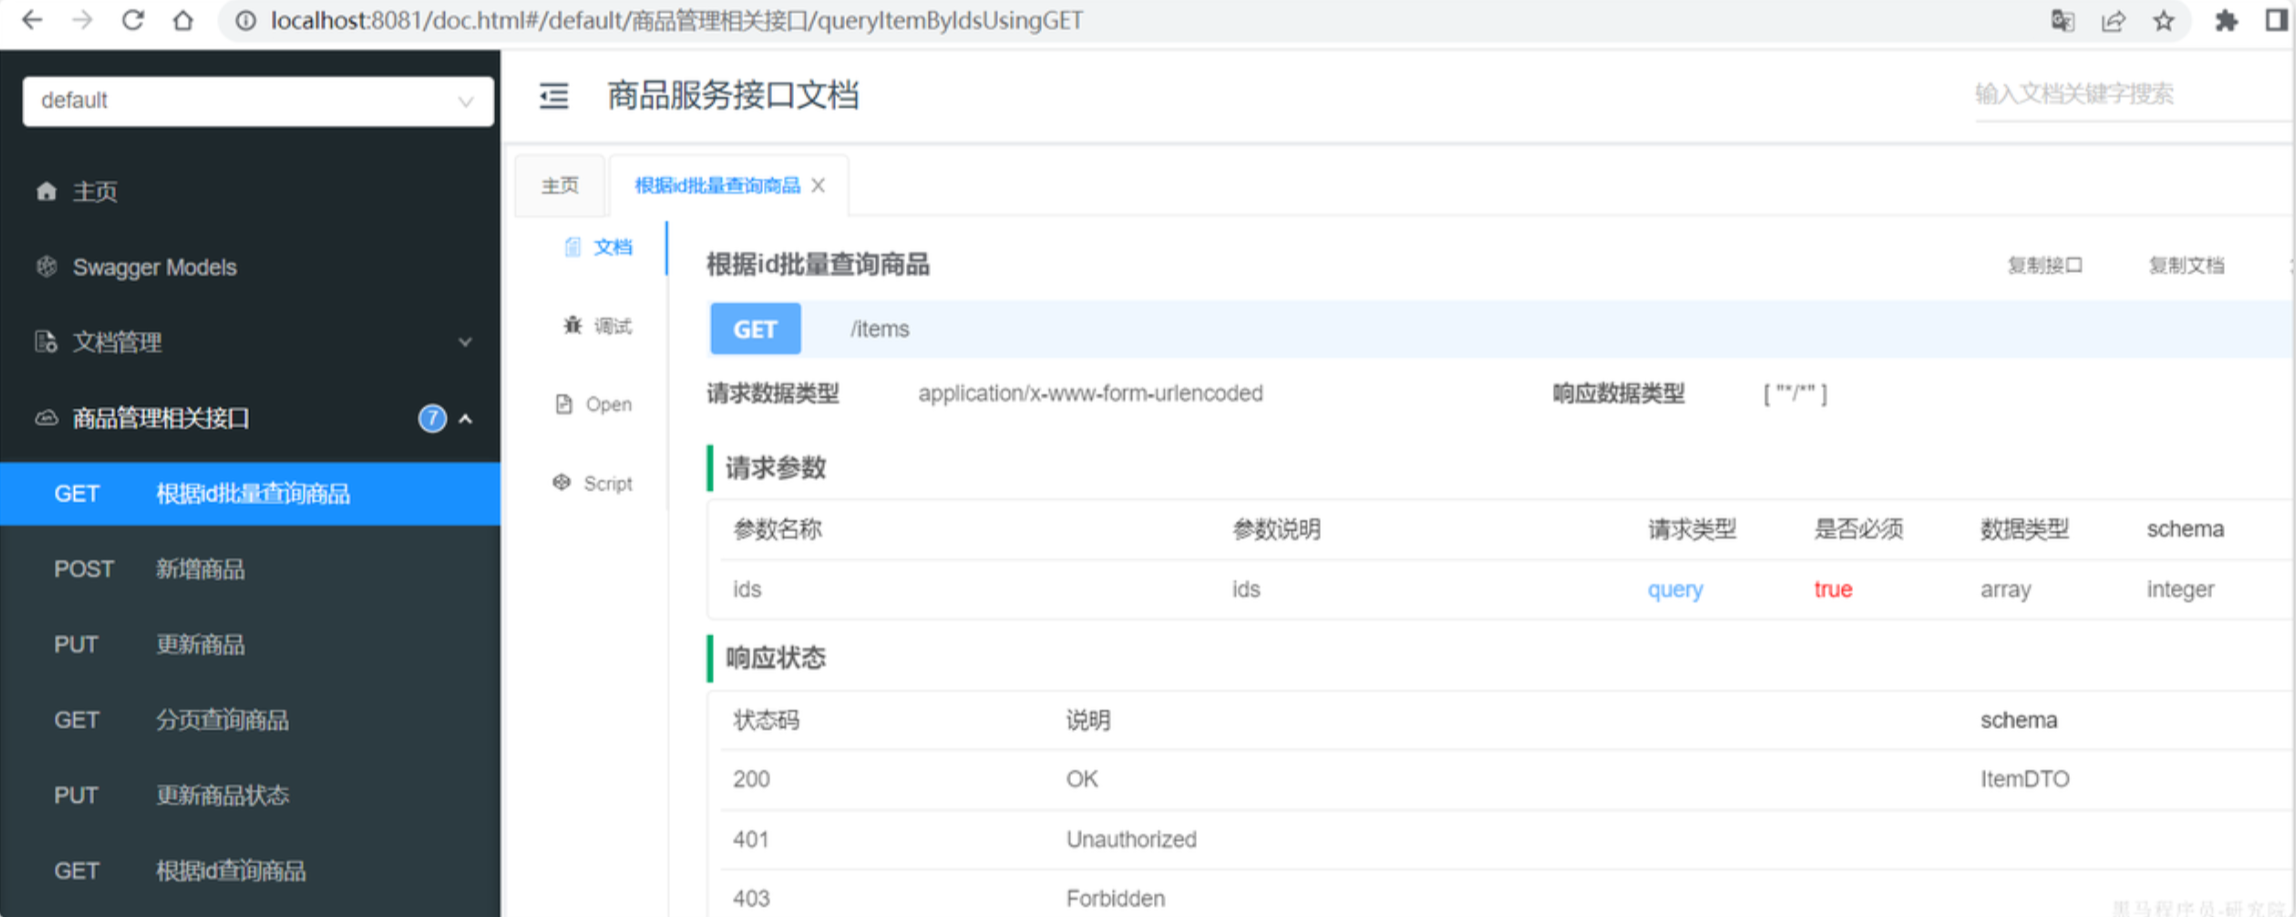 localhost:8081/doc.html#/default/商品管理相关接口/queryItemByIdsUsingGET
default
主页
Swagger Models
文档管理
商品管理相关接口 7
GET 根据id批量查询商品
POST 新增商品
PUT 更新商品
GET 分页查询商品
PUT 更新商品状态
GET 根据id查询商品
商品服务接口文档
输入文档关键字搜索
主页 根据id批量查询商品
文档
调试
Open
Script
根据id批量查询商品 复制接口 复制文档
GET /items
请求数据类型 application/x-www-form-urlencoded 响应数据类型 [ "*/*" ]
请求参数
参数名称 参数说明 请求类型 是否必须 数据类型 schema
ids ids query true array integer
响应状态
状态码 说明 schema
200 OK ItemDTO
401 Unauthorized
403 Forbidden
黑马程序员-研究院